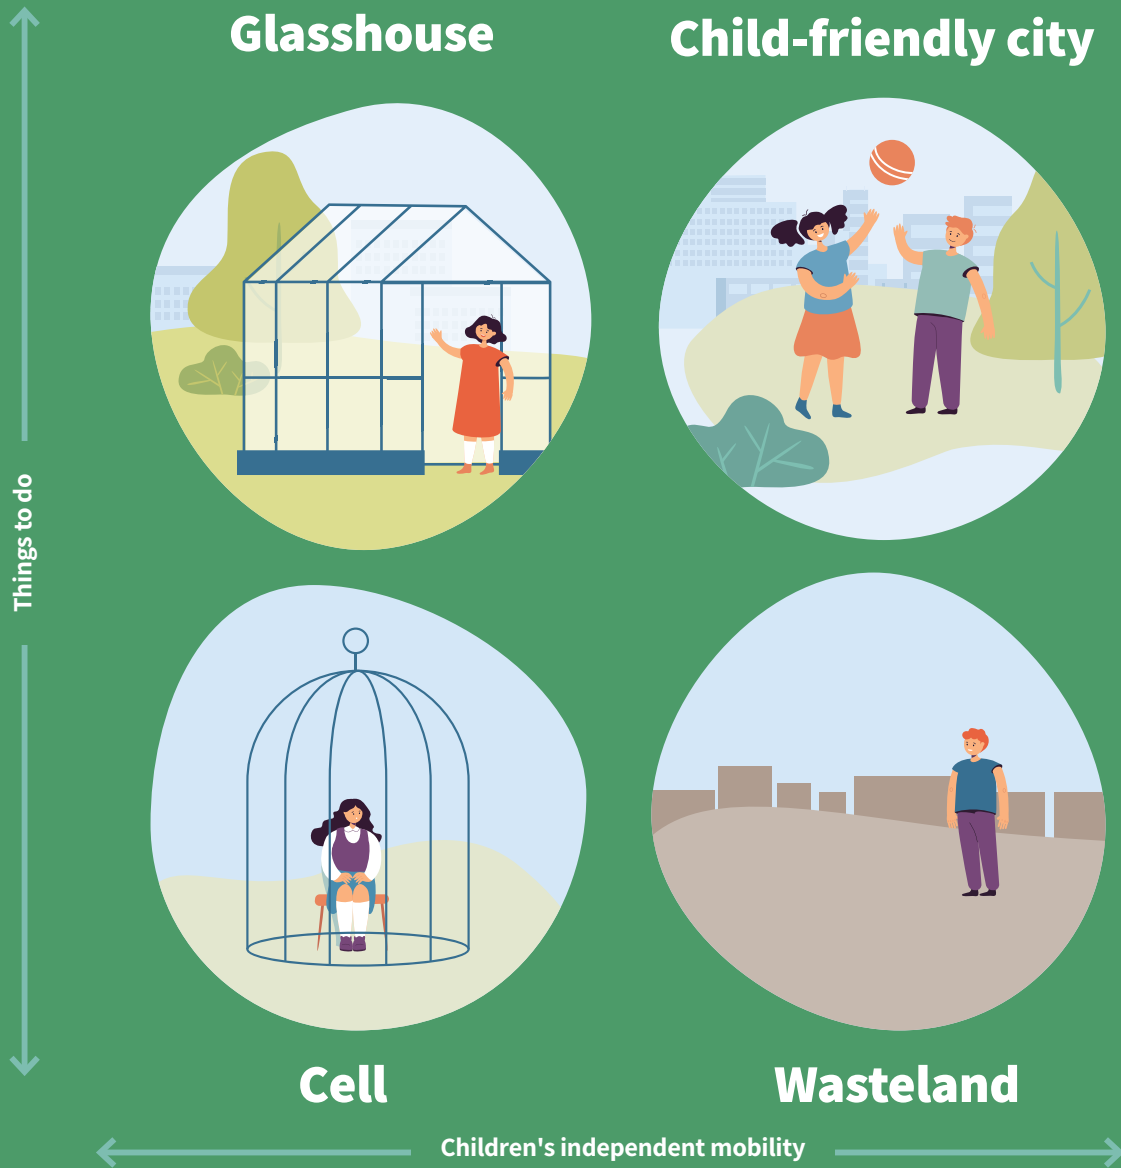 Glasshouse
Child-friendly city
Things to do
Cell
Wasteland
Children's independent mobility